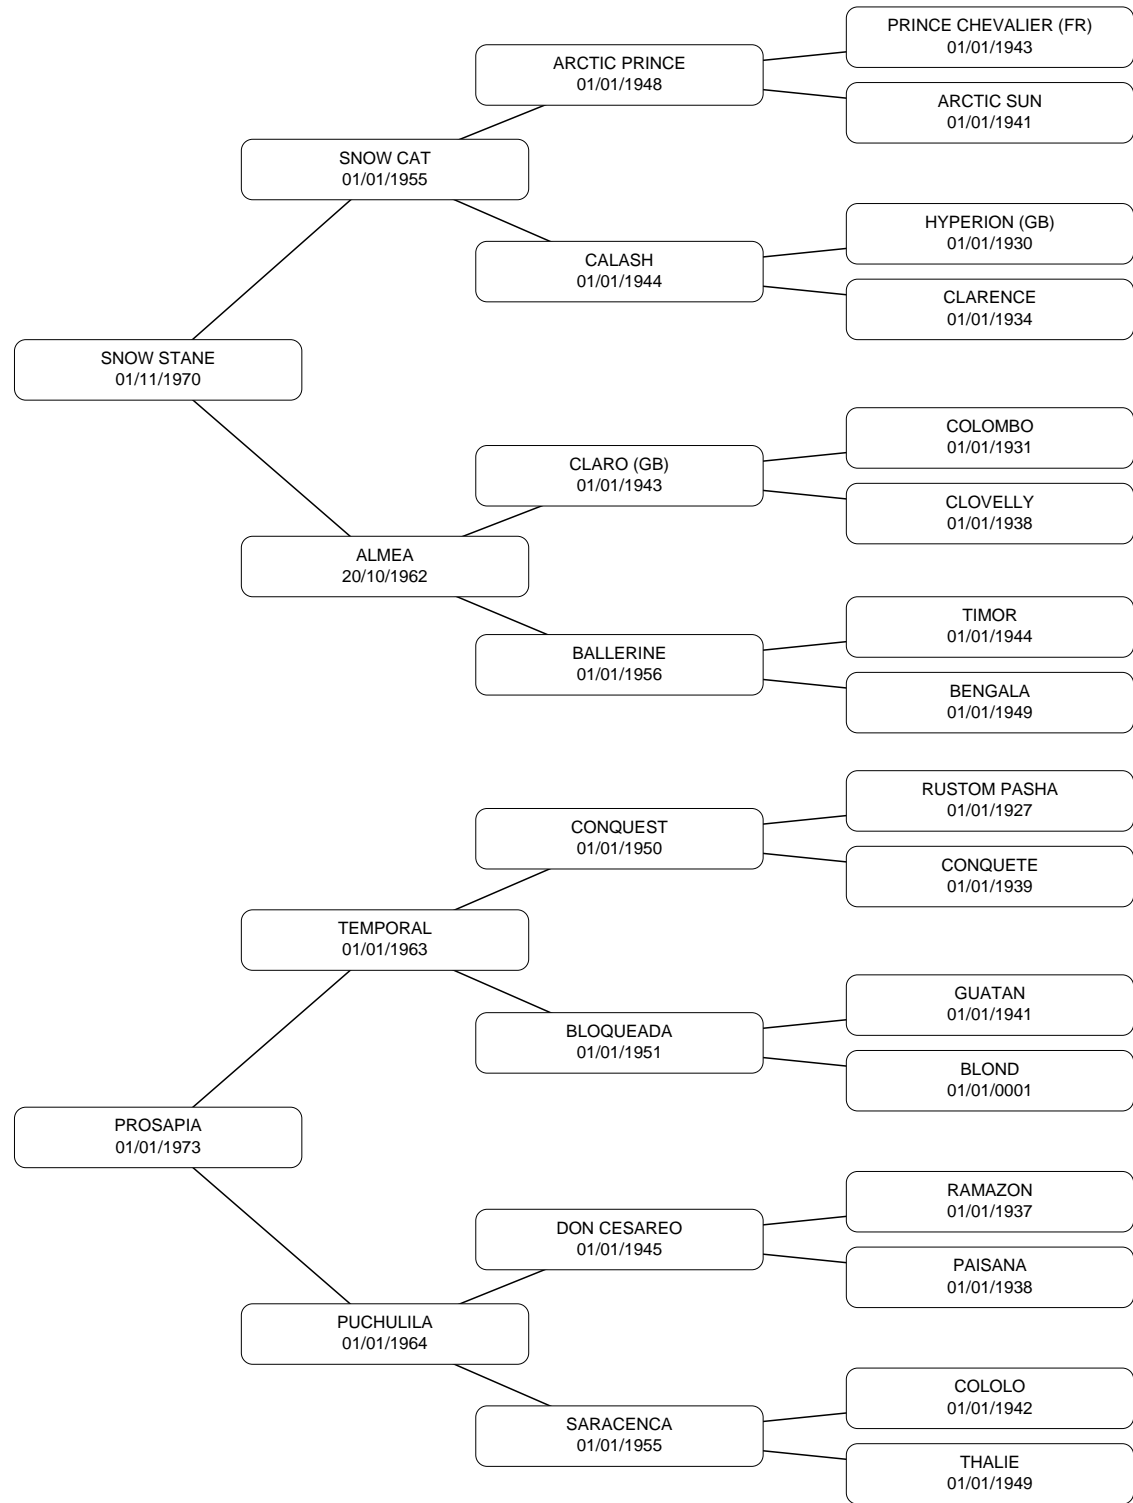 PRINCE CHEVALIER (FR)
01/01/1943
ARCTIC PRINCE
01/01/1948
ARCTIC SUN
01/01/1941
SNOW CAT
01/01/1955
HYPERION (GB)
01/01/1930
CALASH
01/01/1944
CLARENCE
01/01/1934
SNOW STANE
01/11/1970
COLOMBO
01/01/1931
CLARO (GB)
01/01/1943
CLOVELLY
01/01/1938
ALMEA
20/10/1962
TIMOR
01/01/1944
BALLERINE
01/01/1956
BENGALA
01/01/1949
RUSTOM PASHA
01/01/1927
CONQUEST
01/01/1950
CONQUETE
01/01/1939
TEMPORAL
01/01/1963
GUATAN
01/01/1941
BLOQUEADA
01/01/1951
BLOND
01/01/0001
PROSAPIA
01/01/1973
RAMAZON
01/01/1937
DON CESAREO
01/01/1945
PAISANA
01/01/1938
PUCHULILA
01/01/1964
COLOLO
01/01/1942
SARACENCA
01/01/1955
THALIE
01/01/1949